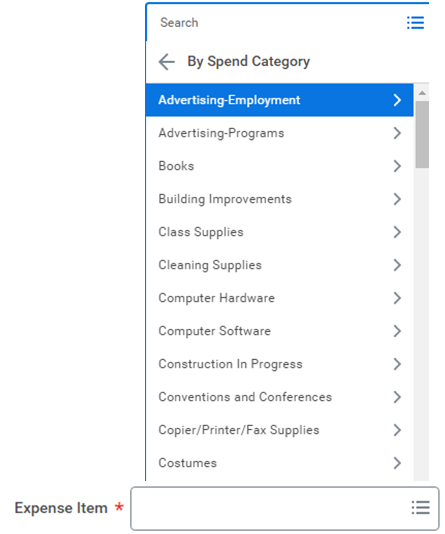 Search
By Spend Category
Advertising-Employment
Advertising-Programs
Books
Building Improvements
Class Supplies
Cleaning Supplies
Computer Hardware
Computer Software
Construction In Progress
Conventions and Conferences
Copier/Printer/Fax Supplies
Costumes
Expense Item *